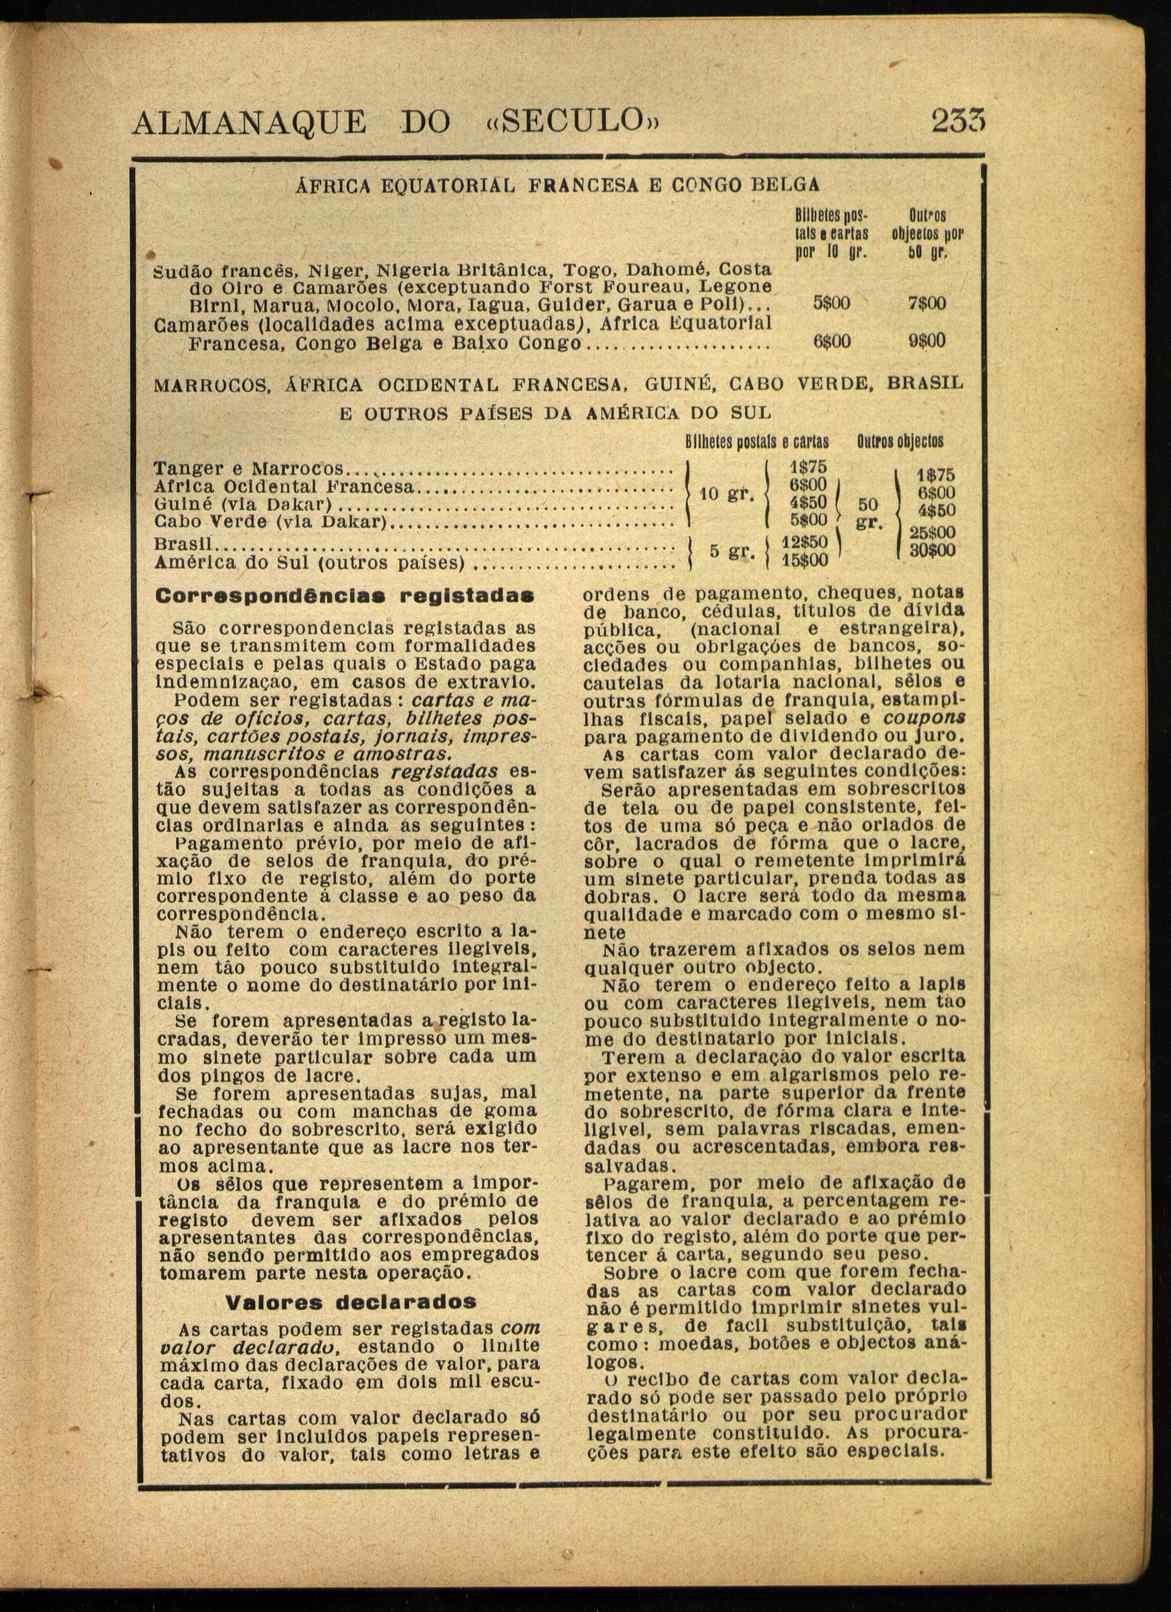 ALMANAQUE DO «SECULO» 233
ÁFRICA EQUATORIAL FRANCESA E CONGO BELGA
Bilhetes pos- Outros
tais e cartas objectos por
por 10 gr. 50 gr.
Sudão francês, Niger, Nigeria Britânica, Togo, Dahomé, Costa
do Oiro e Camarões (exceptuando Forst Foureau, Legone
Birni, Marua, Mocolo, Mora, Iagua, Guider, Garua e Poli)... 5$00 7$00
Camarões (localidades acima exceptuadas), Africa Equatorial
Francesa, Congo Belga e Baixo Congo..................... 6$00 9$00
MARROCOS, ÁFRICA OCIDENTAL FRANCESA, GUINÉ, CABO VERDE, BRASIL
E OUTROS PAÍSES DA AMÉRICA DO SUL
Bilhetes postais e cartas Outros objectos
Tanger e Marrocos.................................... 1$75 1$75
Africa Ocidental Francesa............................ 10 gr. 6$00 6$00
Guiné (via Dakar).................................... 4$50 50 4$50
Cabo Verde (via Dakar)............................... 5$00 gr. 25$00
Brasil............................................... 5 gr. 12$50 30$00
América do Sul (outros países) ...................... 15$00
Correspondências registadas
São correspondencias registadas as
que se transmitem com formalidades
especiais e pelas quais o Estado paga
indemnização, em casos de extravio.
Podem ser registadas : cartas e ma-
ços de ofícios, cartas, bilhetes pos-
tais, cartões postais, jornais, impres-
sos, manuscritos e amostras.
As correspondências registadas es-
tão sujeitas a todas as condições a
que devem satisfazer as correspondên-
cias ordinarias e ainda as seguintes :
Pagamento prévio, por meio de afi-
xação de selos de franquia, do pré-
mio fixo de registo, além do porte
correspondente á classe e ao peso da
correspondência.
Não terem o endereço escrito a la-
pis ou feito com caracteres ilegiveis,
nem tão pouco substituido integral-
mente o nome do destinatário por ini-
ciais.
Se forem apresentadas a registo la-
cradas, deverão ter impresso um mes-
mo sinete particular sobre cada um
dos pingos de lacre.
Se forem apresentadas sujas, mal
fechadas ou com manchas de goma
no fecho do sobrescrito, será exigido
ao apresentante que as lacre nos ter-
mos acima.
Os sêlos que representem a impor-
tância da franquia e do prémio de
registo devem ser afixados pelos
apresentantes das correspondências,
não sendo permitido aos empregados
tomarem parte nesta operação.
Valores declarados
As cartas podem ser registadas com
valor declarado, estando o limite
máximo das declarações de valor, para
cada carta, fixado em dois mil escu-
dos.
Nas cartas com valor declarado só
podem ser incluidos papeis represen-
tativos do valor, tais como letras e
ordens de pagamento, cheques, notas
de banco, cédulas, titulos de divida
pública, (nacional e estrangeira),
acções ou obrigações de bancos, so-
ciedades ou companhias, bilhetes ou
cautelas da lotaria nacional, sêlos e
outras fórmulas de franquia, estampi-
lhas fiscais, papel selado e coupons
para pagamento de dividendo ou juro.
As cartas com valor declarado de-
vem satisfazer ás seguintes condições:
Serão apresentadas em sobrescritos
de tela ou de papel consistente, fei-
tos de uma só peça e não orlados de
côr, lacrados de fórma que o lacre,
sobre o qual o remetente imprimirá
um sinete particular, prenda todas as
dobras. O lacre será todo da mesma
qualidade e marcado com o mesmo si-
nete
Não trazerem afixados os selos nem
qualquer outro objecto.
Não terem o endereço feito a lapis
ou com caracteres ilegiveis, nem tao
pouco substituido integralmente o no-
me do destinatario por iniciais.
Terem a declaração do valor escrita
por extenso e em algarismos pelo re-
metente, na parte superior da frente
do sobrescrito, de fórma clara e inte-
ligivel, sem palavras riscadas, emen-
dadas ou acrescentadas, embora res-
salvadas.
Pagarem, por meio de afixação de
sêlos de franquia, a percentagem re-
lativa ao valor declarado e ao prémio
fixo do registo, além do porte que per-
tencer á carta, segundo seu peso.
Sobre o lacre com que forem fecha-
das as cartas com valor declarado
não é permitido imprimir sinetes vul-
gares, de facil substituição, tais
como : moedas, botões e objectos aná-
logos.
O recibo de cartas com valor decla-
rado só pode ser passado pelo próprio
destinatário ou por seu procurador
legalmente constituido. As procura-
ções para este efeito são especiais.